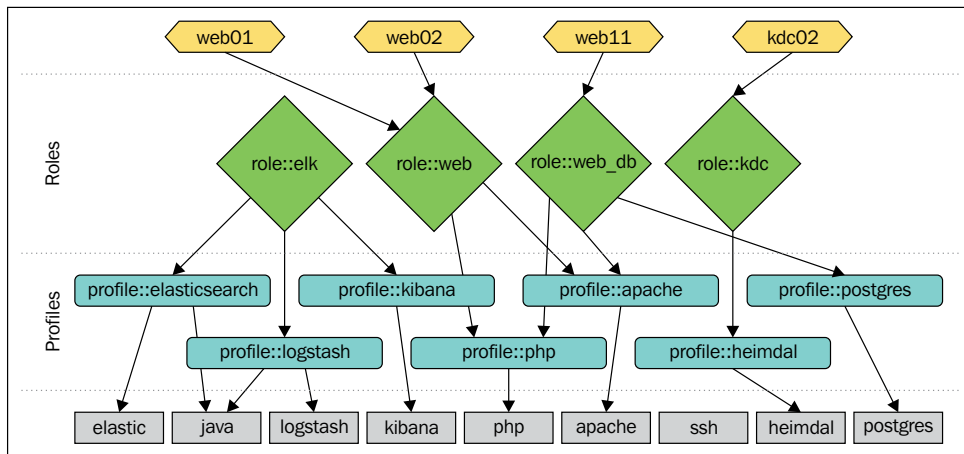 web01
web02
web11
kdc02
Roles
role::elk
role::web
role::web_db
role::kdc
Profiles
profile::elasticsearch
profile::kibana
profile::apache
profile::postgres
profile::logstash
profile::php
profile::heimdal
elastic
java
logstash
kibana
php
apache
ssh
heimdal
postgres